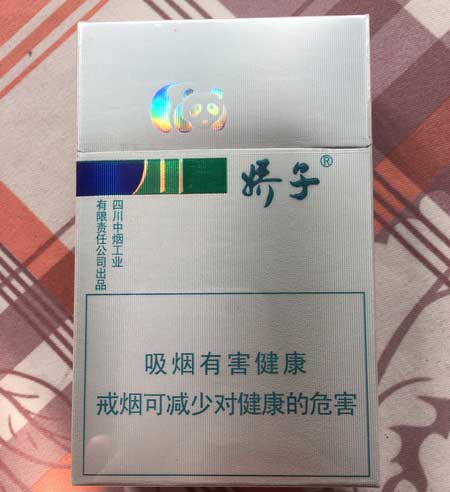 娇子®
四川中烟工业
有限责任公司出品
吸烟有害健康
戒烟可减少对健康的危害